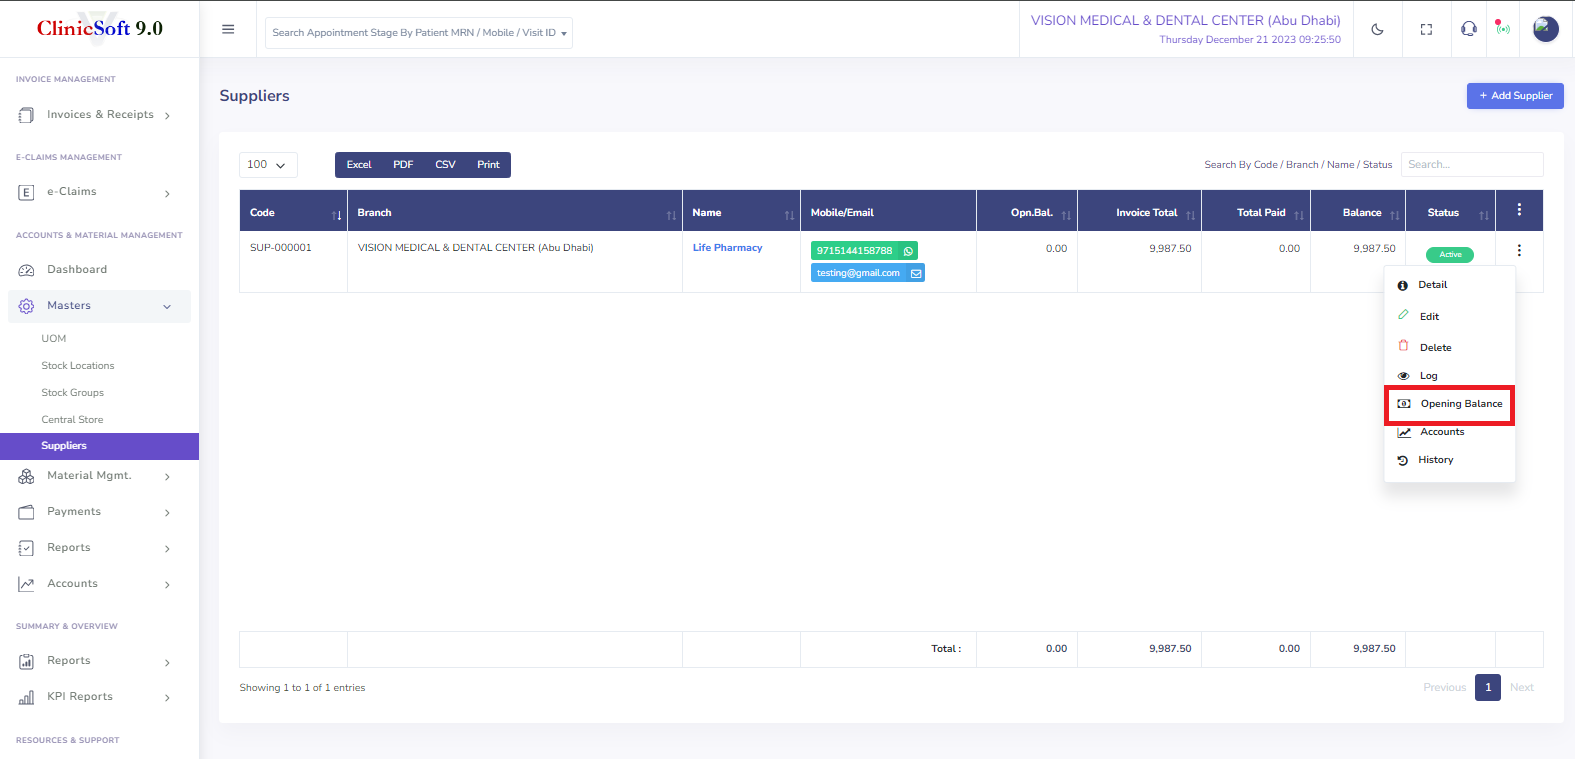 ClinicSoft 9.0
Search Appointment Stage By Patient MRN / Mobile / Visit ID
VISION MEDICAL & DENTAL CENTER (Abu Dhabi)
Thursday December 21 2023 09:25:50
INVOICE MANAGEMENT
Invoices & Receipts
E-CLAIMS MANAGEMENT
E e-Claims
ACCOUNTS & MATERIAL MANAGEMENT
Dashboard
Masters
UOM
Stock Locations
Stock Groups
Central Store
Suppliers
Material Mgmt.
Payments
Reports
Accounts
SUMMARY & OVERVIEW
Reports
KPI Reports
RESOURCES & SUPPORT
Suppliers
+ Add Supplier
100 Excel PDF CSV Print Search By Code / Branch / Name / Status Search...
Code Branch Name Mobile/Email Opn.Bal. Invoice Total Total Paid Balance Status
SUP-000001 VISION MEDICAL & DENTAL CENTER (Abu Dhabi) Life Pharmacy 9715144158788 0.00 9,987.50 0.00 9,987.50 Active
testing@gmail.com
Detail
Edit
Delete
Log
Opening Balance
Accounts
History
Total : 0.00 9,987.50 0.00 9,987.50
Showing 1 to 1 of 1 entries
Previous 1 Next